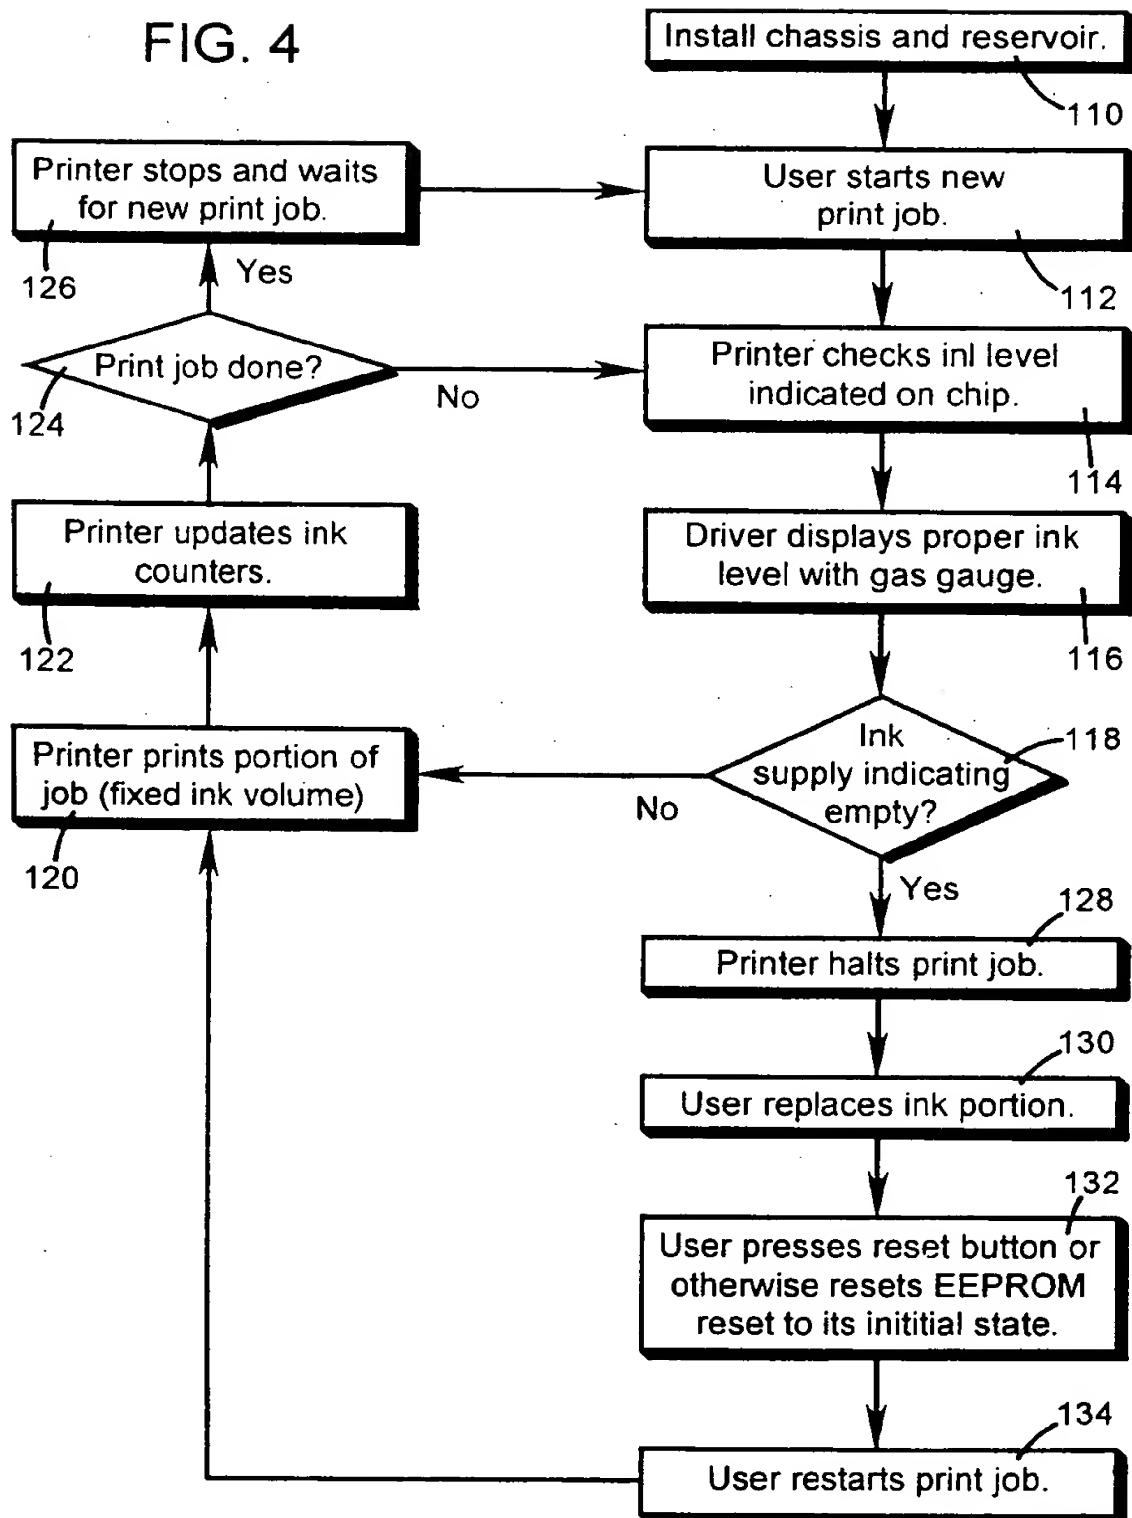 FIG. 4
Install chassis and reservoir.
110
User starts new
print job.
112
Printer checks inl level
indicated on chip.
114
Driver displays proper ink
level with gas gauge.
116
Ink
supply indicating
empty?
118
No
Yes
Printer prints portion of
job (fixed ink volume)
120
Printer updates ink
counters.
122
Print job done?
124
No
Yes
Printer stops and waits
for new print job.
126
128
Printer halts print job.
130
User replaces ink portion.
132
User presses reset button or
otherwise resets EEPROM
reset to its inititial state.
134
User restarts print job.